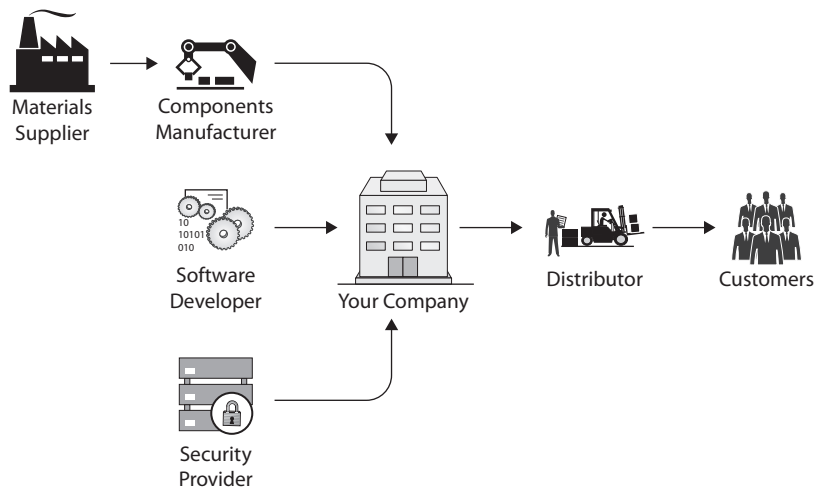 Materials
Supplier
Components
Manufacturer
10
10101
010
Software
Developer
Your Company
Distributor
Customers
Security
Provider